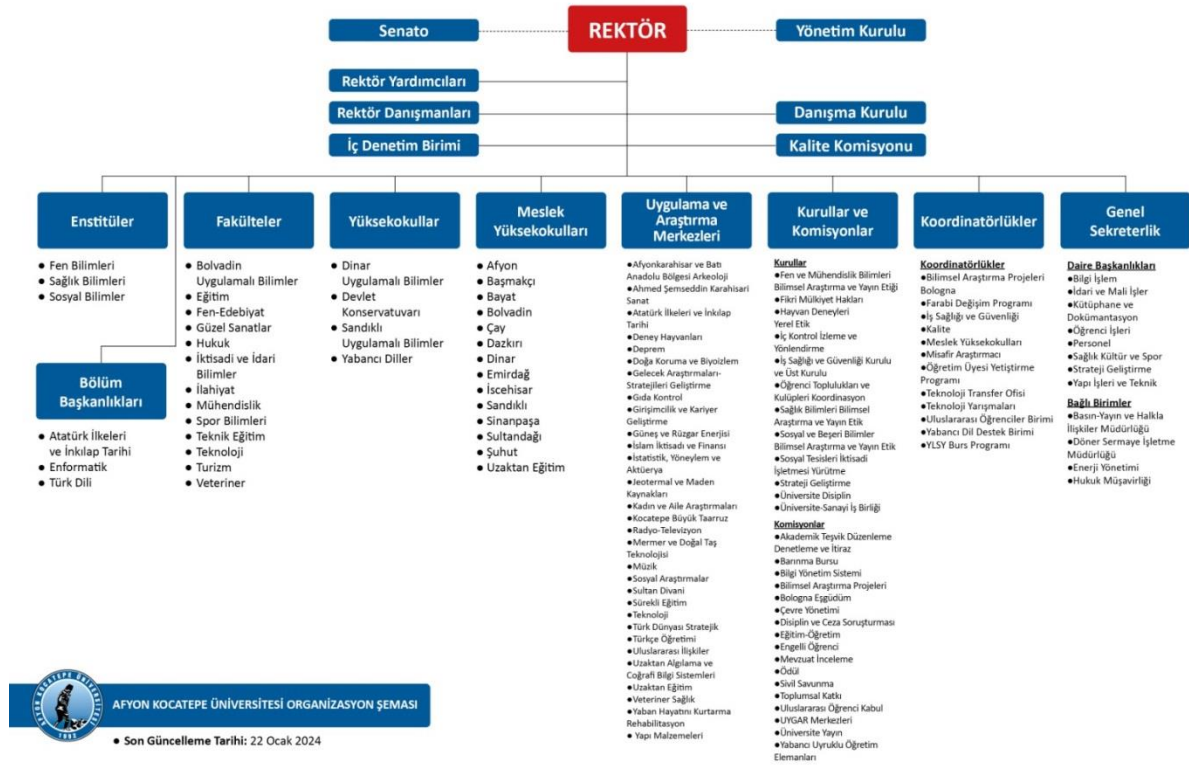 REKTÖR
Senato
Yönetim Kurulu
Rektör Yardımcıları
Rektör Danışmanları
Danışma Kurulu
İç Denetim Birimi
Kalite Komisyonu
Enstitüler
● Fen Bilimleri
● Sağlık Bilimleri
● Sosyal Bilimler
Bölüm
Başkanlıkları
● Atatürk İlkeleri
ve İnkılap Tarihi
● Enformatik
● Türk Dili
Fakülteler
● Bolvadin
Uygulamalı Bilimler
● Eğitim
● Fen-Edebiyat
● Güzel Sanatlar
● Hukuk
● İktisadi ve İdari
Bilimler
● İlahiyat
● Mühendislik
● Spor Bilimleri
● Teknik Eğitim
● Teknoloji
● Turizm
● Veteriner
Yüksekokullar
● Dinar
Uygulamalı Bilimler
● Devlet
Konservatuvarı
● Sandıklı
Uygulamalı Bilimler
● Yabancı Diller
Meslek
Yüksekokulları
● Afyon
● Başmakçı
● Bayat
● Bolvadin
● Çay
● Dazkırı
● Dinar
● Emirdağ
● İscehisar
● Sandıklı
● Sinanpaşa
● Sultandağı
● Şuhut
● Uzaktan Eğitim
Uygulama ve
Araştırma
Merkezleri
●Afyonkarahisar ve Batı
Anadolu Bölgesi Arkeoloji
●Ahmed Şemseddin Karahisari
Sanat
●Atatürk İlkeleri ve İnkılap
Tarihi
●Deney Hayvanları
●Deprem
●Doğa Koruma ve Biyoizlem
●Gelecek Araştırmaları-
Stratejileri Geliştirme
●Gıda Kontrol
●Girişimcilik ve Kariyer
Geliştirme
●Güneş ve Rüzgar Enerjisi
●İslam İktisadı ve Finansı
●İstatistik, Yöneylem ve
Aktüerya
●Jeotermal ve Maden
Kaynakları
●Kadın ve Aile Araştırmaları
●Kocatepe Büyük Taarruz
●Radyo-Televizyon
●Mermer ve Doğal Taş
Teknolojisi
●Müzik
●Sosyal Araştırmalar
●Sultan Divani
●Sürekli Eğitim
●Teknoloji
●Türk Dünyası Stratejik
●Türkçe Öğretimi
●Uluslararası İlişkiler
●Uzaktan Algılama ve
Coğrafi Bilgi Sistemleri
●Uzaktan Eğitim
●Veteriner Sağlık
●Yaban Hayatını Kurtarma
Rehabilitasyon
● Yapı Malzemeleri
Kurullar ve
Komisyonlar
Kurullar
●Fen ve Mühendislik Bilimleri
Bilimsel Araştırma ve Yayın Etiği
●Fikri Mülkiyet Hakları
●Hayvan Deneyleri
Yerel Etik
●İç Kontrol İzleme ve
Yönlendirme
●İş Sağlığı ve Güvenliği Kurulu
ve Üst Kurulu
●Öğrenci Toplulukları ve
Kulüpleri Koordinasyon
●Sağlık Bilimleri Bilimsel
Araştırma ve Yayın Etik
●Sosyal ve Beşeri Bilimler
Bilimsel Araştırma ve Yayın Etik
●Sosyal Tesisleri İktisadi
İşletmesi Yürütme
●Strateji Geliştirme
●Üniversite Disiplin
●Üniversite-Sanayi İş Birliği
Komisyonlar
●Akademik Teşvik Düzenleme
Denetleme ve İtiraz
●Barınma Bursu
●Bilgi Yönetim Sistemi
●Bilimsel Araştırma Projeleri
●Bologna Eşgüdüm
●Çevre Yönetimi
●Disiplin ve Ceza Soruşturması
●Eğitim-Öğretim
●Engelli Öğrenci
●Mevzuat İnceleme
●Ödül
●Sivil Savunma
●Toplumsal Katkı
●Uluslararası Öğrenci Kabul
●UYGAR Merkezleri
●Üniversite Yayın
●Yabancı Uyruklu Öğretim
Elemanları
Koordinatörlükler
Koordinatörlükler
●Bilimsel Araştırma Projeleri
Bologna
●Farabi Değişim Programı
●İş Sağlığı ve Güvenliği
●Kalite
●Meslek Yüksekokulları
●Misafir Araştırmacı
●Öğretim Üyesi Yetiştirme
Programı
●Teknoloji Transfer Ofisi
●Teknoloji Yarışmaları
●Uluslararası Öğrenciler Birimi
●Yabancı Dil Destek Birimi
●YLSY Burs Programı
Genel
Sekreterlik
Daire Başkanlıkları
●Bilgi İşlem
●İdari ve Mali İşler
●Kütüphane ve
Dokümantasyon
●Öğrenci İşleri
●Personel
●Sağlık Kültür ve Spor
●Strateji Geliştirme
●Yapı İşleri ve Teknik
Bağlı Birimler
●Basın-Yayın ve Halkla
İlişkiler Müdürlüğü
●Döner Sermaye İşletme
Müdürlüğü
●Enerji Yönetimi
●Hukuk Müşavirliği
AFYON KOCATEPE ÜNİVERSİTESİ ORGANİZASYON ŞEMASI
● Son Güncelleme Tarihi: 22 Ocak 2024